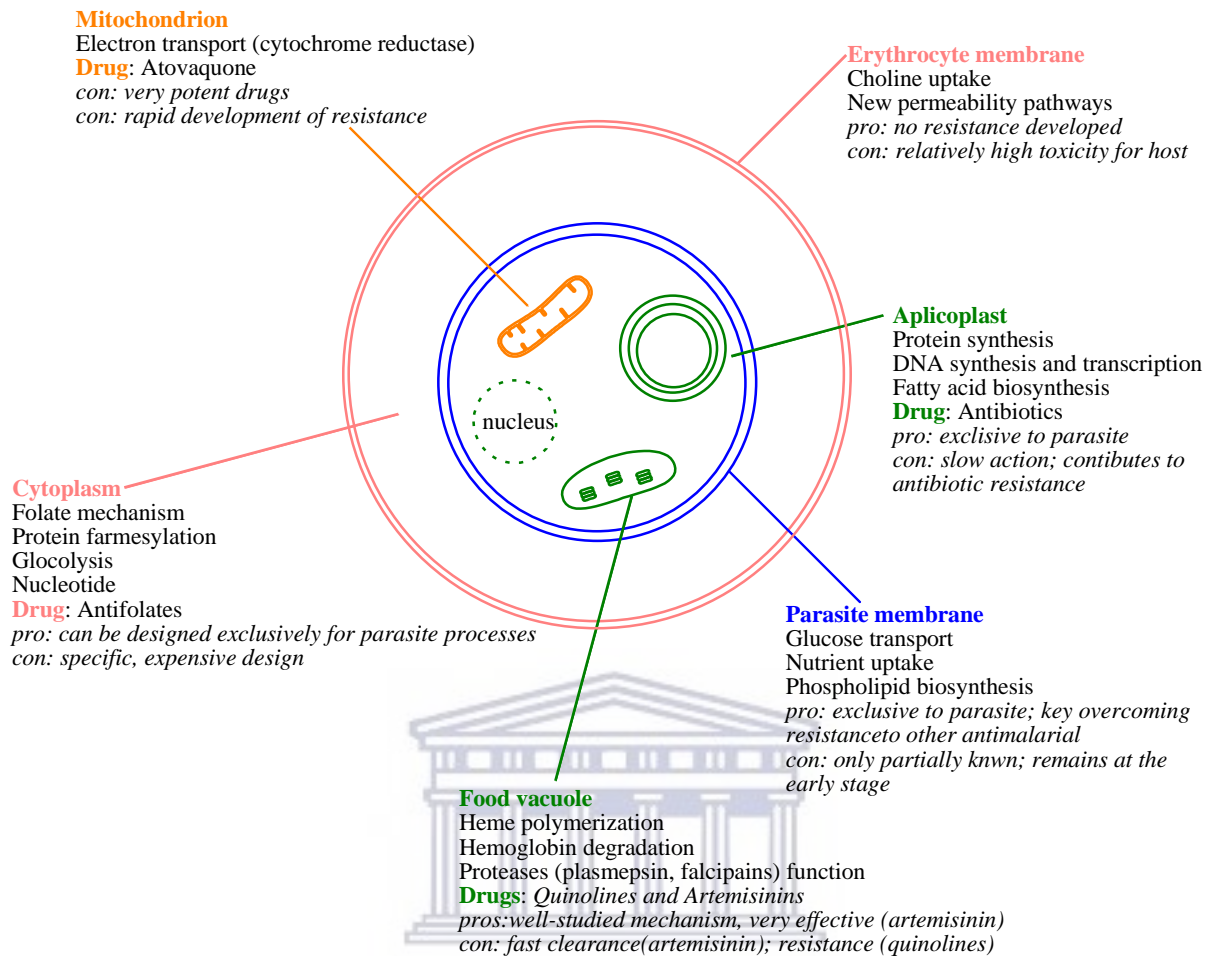 Mitochondrion
Electron transport (cytochrome reductase)
Drug: Atovaquone
con: very potent drugs
con: rapid development of resistance
Erythrocyte membrane
Choline uptake
New permeability pathways
pro: no resistance developed
con: relatively high toxicity for host
Aplicoplast
Protein synthesis
DNA synthesis and transcription
Fatty acid biosynthesis
Drug: Antibiotics
pro: exclisive to parasite
con: slow action; contibutes to
antibiotic resistance
nucleus
Cytoplasm
Folate mechanism
Protein farmesylation
Glocolysis
Nucleotide
Drug: Antifolates
pro: can be designed exclusively for parasite processes
con: specific, expensive design
Parasite membrane
Glucose transport
Nutrient uptake
Phospholipid biosynthesis
pro: exclusive to parasite; key overcoming
resistanceto other antimalarial
con: only partially knwn; remains at the
early stage
Food vacuole
Heme polymerization
Hemoglobin degradation
Proteases (plasmepsin, falcipains) function
Drugs: Quinolines and Artemisinins
pros:well-studied mechanism, very effective (artemisinin)
con: fast clearance(artemisinin); resistance (quinolines)